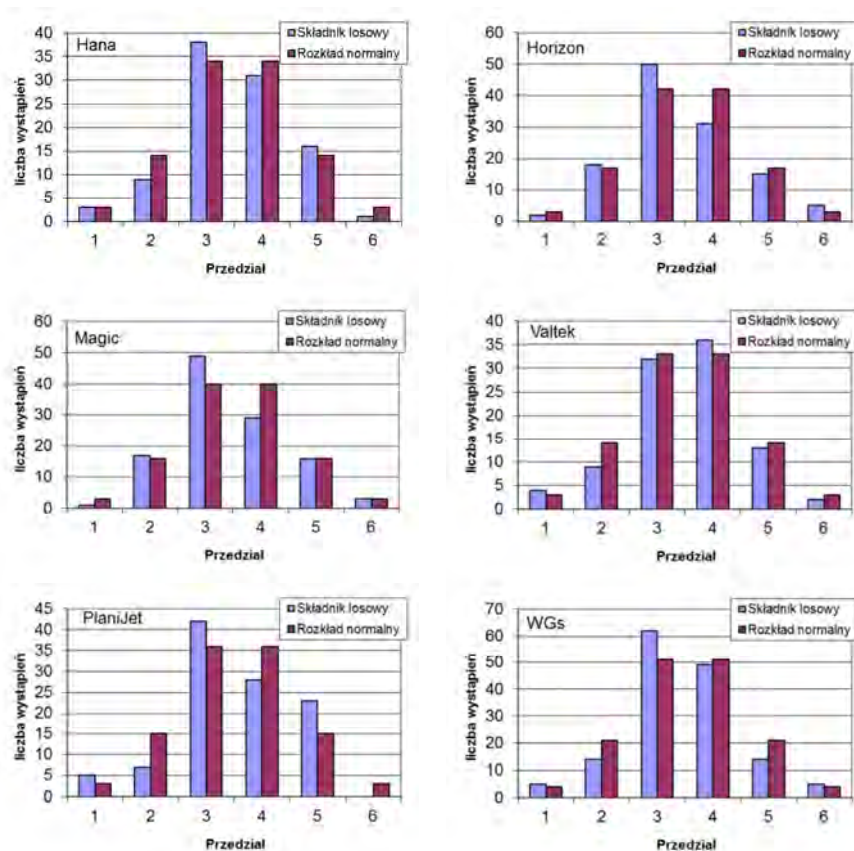 Hana
Składnik losowy
Rozkład normalny
liczba wystąpień
40
35
30
25
20
15
10
5
0
1 2 3 4 5 6
Przedział
Horizon
Składnik losowy
Rozkład normalny
liczba wystąpień
60
50
40
30
20
10
0
1 2 3 4 5 6
Przedział
Magic
Składnik losowy
Rozkład normalny
liczba wystąpień
60
50
40
30
20
10
0
1 2 3 4 5 6
Przedział
Valtek
Składnik losowy
Rozkład normalny
liczba wystąpień
40
35
30
25
20
15
10
5
0
1 2 3 4 5 6
Przedział
PlaniJet
Składnik losowy
Rozkład normalny
liczba wystąpień
45
40
35
30
25
20
15
10
5
0
1 2 3 4 5 6
Przedział
WGs
Składnik losowy
Rozkład normalny
liczba wystąpień
70
60
50
40
30
20
10
0
1 2 3 4 5 6
Przedział